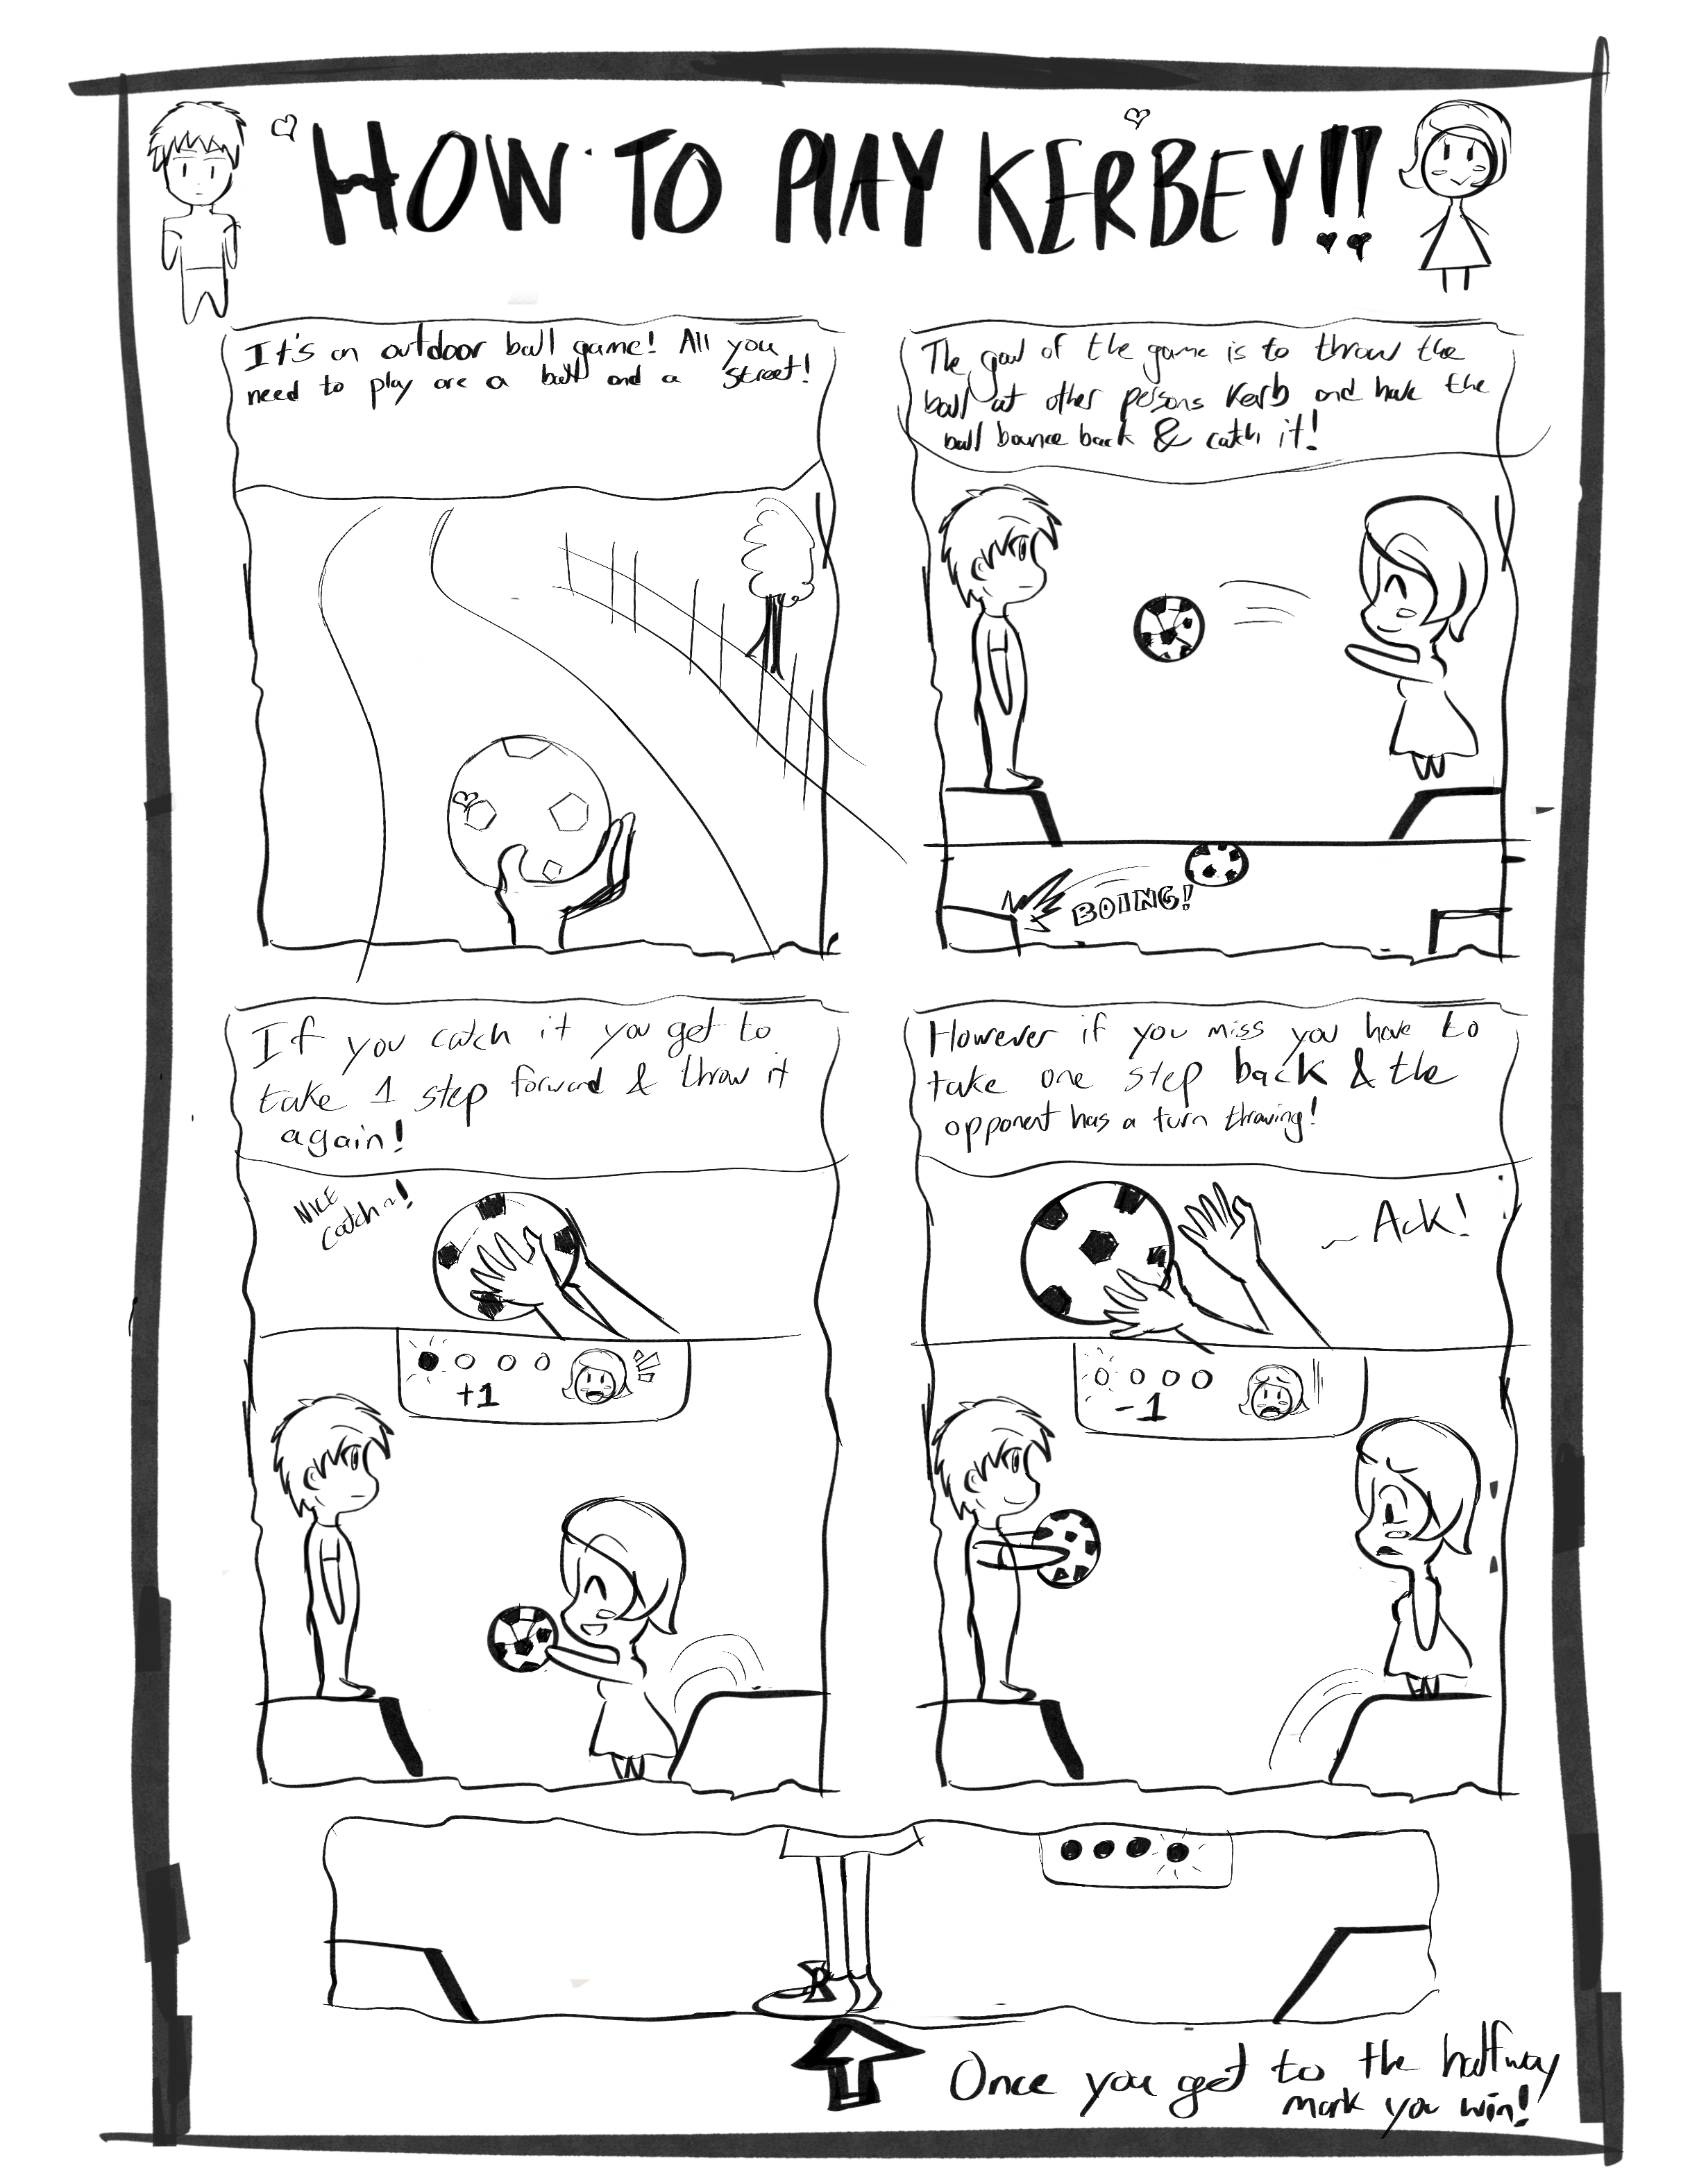 HOW TO PLAY KERBEY!!
It's an outdoor ball game! All you
need to play are a ball and a street!
The goal of the game is to throw the
ball at other persons kerb and have the
ball bounce back & catch it!
BOING!
If you catch it you get to
take 1 step forward & throw it
again!
NICE
catch~!
+1
However if you miss you have to
take one step back & the
opponent has a turn throwing!
~ Ack!
-1
Once you get to the halfway
mark you win!